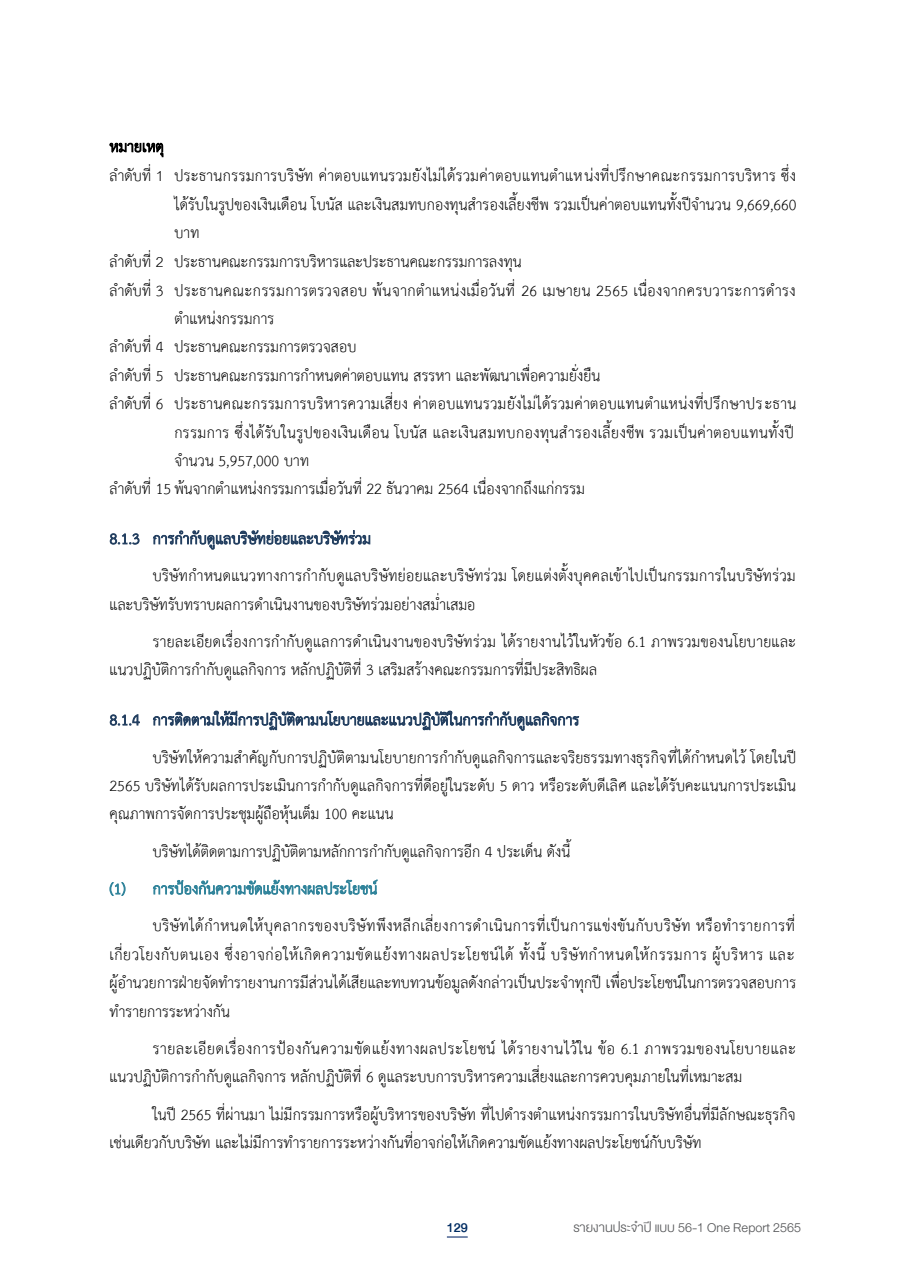 หมายเหตุ
ลำดับที่ 1 ประธานกรรมการบริษัท ค่าตอบแทนรวมยังไม่ได้รวมค่าตอบแทนตำแหน่งที่ปรึกษาคณะกรรมการบริหาร ซึ่ง
ได้รับในรูปของเงินเดือน โบนัส และเงินสมทบกองทุนสำรองเลี้ยงชีพ รวมเป็นค่าตอบแทนทั้งปีจำนวน 9,669,660
บาท
ลำดับที่ 2 ประธานคณะกรรมการบริหารและประธานคณะกรรมการลงทุน
ลำดับที่ 3 ประธานคณะกรรมการตรวจสอบ พ้นจากตำแหน่งเมื่อวันที่ 26 เมษายน 2565 เนื่องจากครบวาระการดำรง
ตำแหน่งกรรมการ
ลำดับที่ 4 ประธานคณะกรรมการตรวจสอบ
ลำดับที่ 5 ประธานคณะกรรมการกำหนดค่าตอบแทน สรรหา และพัฒนาเพื่อความยั่งยืน
ลำดับที่ 6 ประธานคณะกรรมการบริหารความเสี่ยง ค่าตอบแทนรวมยังไม่ได้รวมค่าตอบแทนตำแหน่งที่ปรึกษาประธาน
กรรมการ ซึ่งได้รับในรูปของเงินเดือน โบนัส และเงินสมทบกองทุนสำรองเลี้ยงชีพ รวมเป็นค่าตอบแทนทั้งปี
จำนวน 5,957,000 บาท
ลำดับที่ 15 พ้นจากตำแหน่งกรรมการเมื่อวันที่ 22 ธันวาคม 2564 เนื่องจากถึงแก่กรรม
8.1.3 การกำกับดูแลบริษัทย่อยและบริษัทร่วม
บริษัทกำหนดแนวทางการกำกับดูแลบริษัทย่อยและบริษัทร่วม โดยแต่งตั้งบุคคลเข้าไปเป็นกรรมการในบริษัทร่วม
และบริษัทรับทราบผลการดำเนินงานของบริษัทร่วมอย่างสม่ำเสมอ
รายละเอียดเรื่องการกำกับดูแลการดำเนินงานของบริษัทร่วม ได้รายงานไว้ในหัวข้อ 6.1 ภาพรวมของนโยบายและ
แนวปฏิบัติการกำกับดูแลกิจการ หลักปฏิบัติที่ 3 เสริมสร้างคณะกรรมการที่มีประสิทธิผล
8.1.4 การติดตามให้มีการปฏิบัติตามนโยบายและแนวปฏิบัติในการกำกับดูแลกิจการ
บริษัทให้ความสำคัญกับการปฏิบัติตามนโยบายการกำกับดูแลกิจการและจริยธรรมทางธุรกิจที่ได้กำหนดไว้ โดยในปี
2565 บริษัทได้รับผลการประเมินการกำกับดูแลกิจการที่ดีอยู่ในระดับ 5 ดาว หรือระดับดีเลิศ และได้รับคะแนนการประเมิน
คุณภาพการจัดการประชุมผู้ถือหุ้นเต็ม 100 คะแนน
บริษัทได้ติดตามการปฏิบัติตามหลักการกำกับดูแลกิจการอีก 4 ประเด็น ดังนี้
(1) การป้องกันความขัดแย้งทางผลประโยชน์
บริษัทได้กำหนดให้บุคลากรของบริษัทพึงหลีกเลี่ยงการดำเนินการที่เป็นการแข่งขันกับบริษัท หรือทำรายการที่
เกี่ยวโยงกับตนเอง ซึ่งอาจก่อให้เกิดความขัดแย้งทางผลประโยชน์ได้ ทั้งนี้ บริษัทกำหนดให้กรรมการ ผู้บริหาร และ
ผู้อำนวยการฝ่ายจัดทำรายงานการมีส่วนได้เสียและทบทวนข้อมูลดังกล่าวเป็นประจำทุกปี เพื่อประโยชน์ในการตรวจสอบการ
ทำรายการระหว่างกัน
รายละเอียดเรื่องการป้องกันความขัดแย้งทางผลประโยชน์ ได้รายงานไว้ใน ข้อ 6.1 ภาพรวมของนโยบายและ
แนวปฏิบัติการกำกับดูแลกิจการ หลักปฏิบัติที่ 6 ดูแลระบบการบริหารความเสี่ยงและการควบคุมภายในที่เหมาะสม
ในปี 2565 ที่ผ่านมา ไม่มีกรรมการหรือผู้บริหารของบริษัท ที่ไปดำรงตำแหน่งกรรมการในบริษัทอื่นที่มีลักษณะธุรกิจ
เช่นเดียวกับบริษัท และไม่มีการทำรายการระหว่างกันที่อาจก่อให้เกิดความขัดแย้งทางผลประโยชน์กับบริษัท
129 รายงานประจำปี แบบ 56-1 One Report 2565